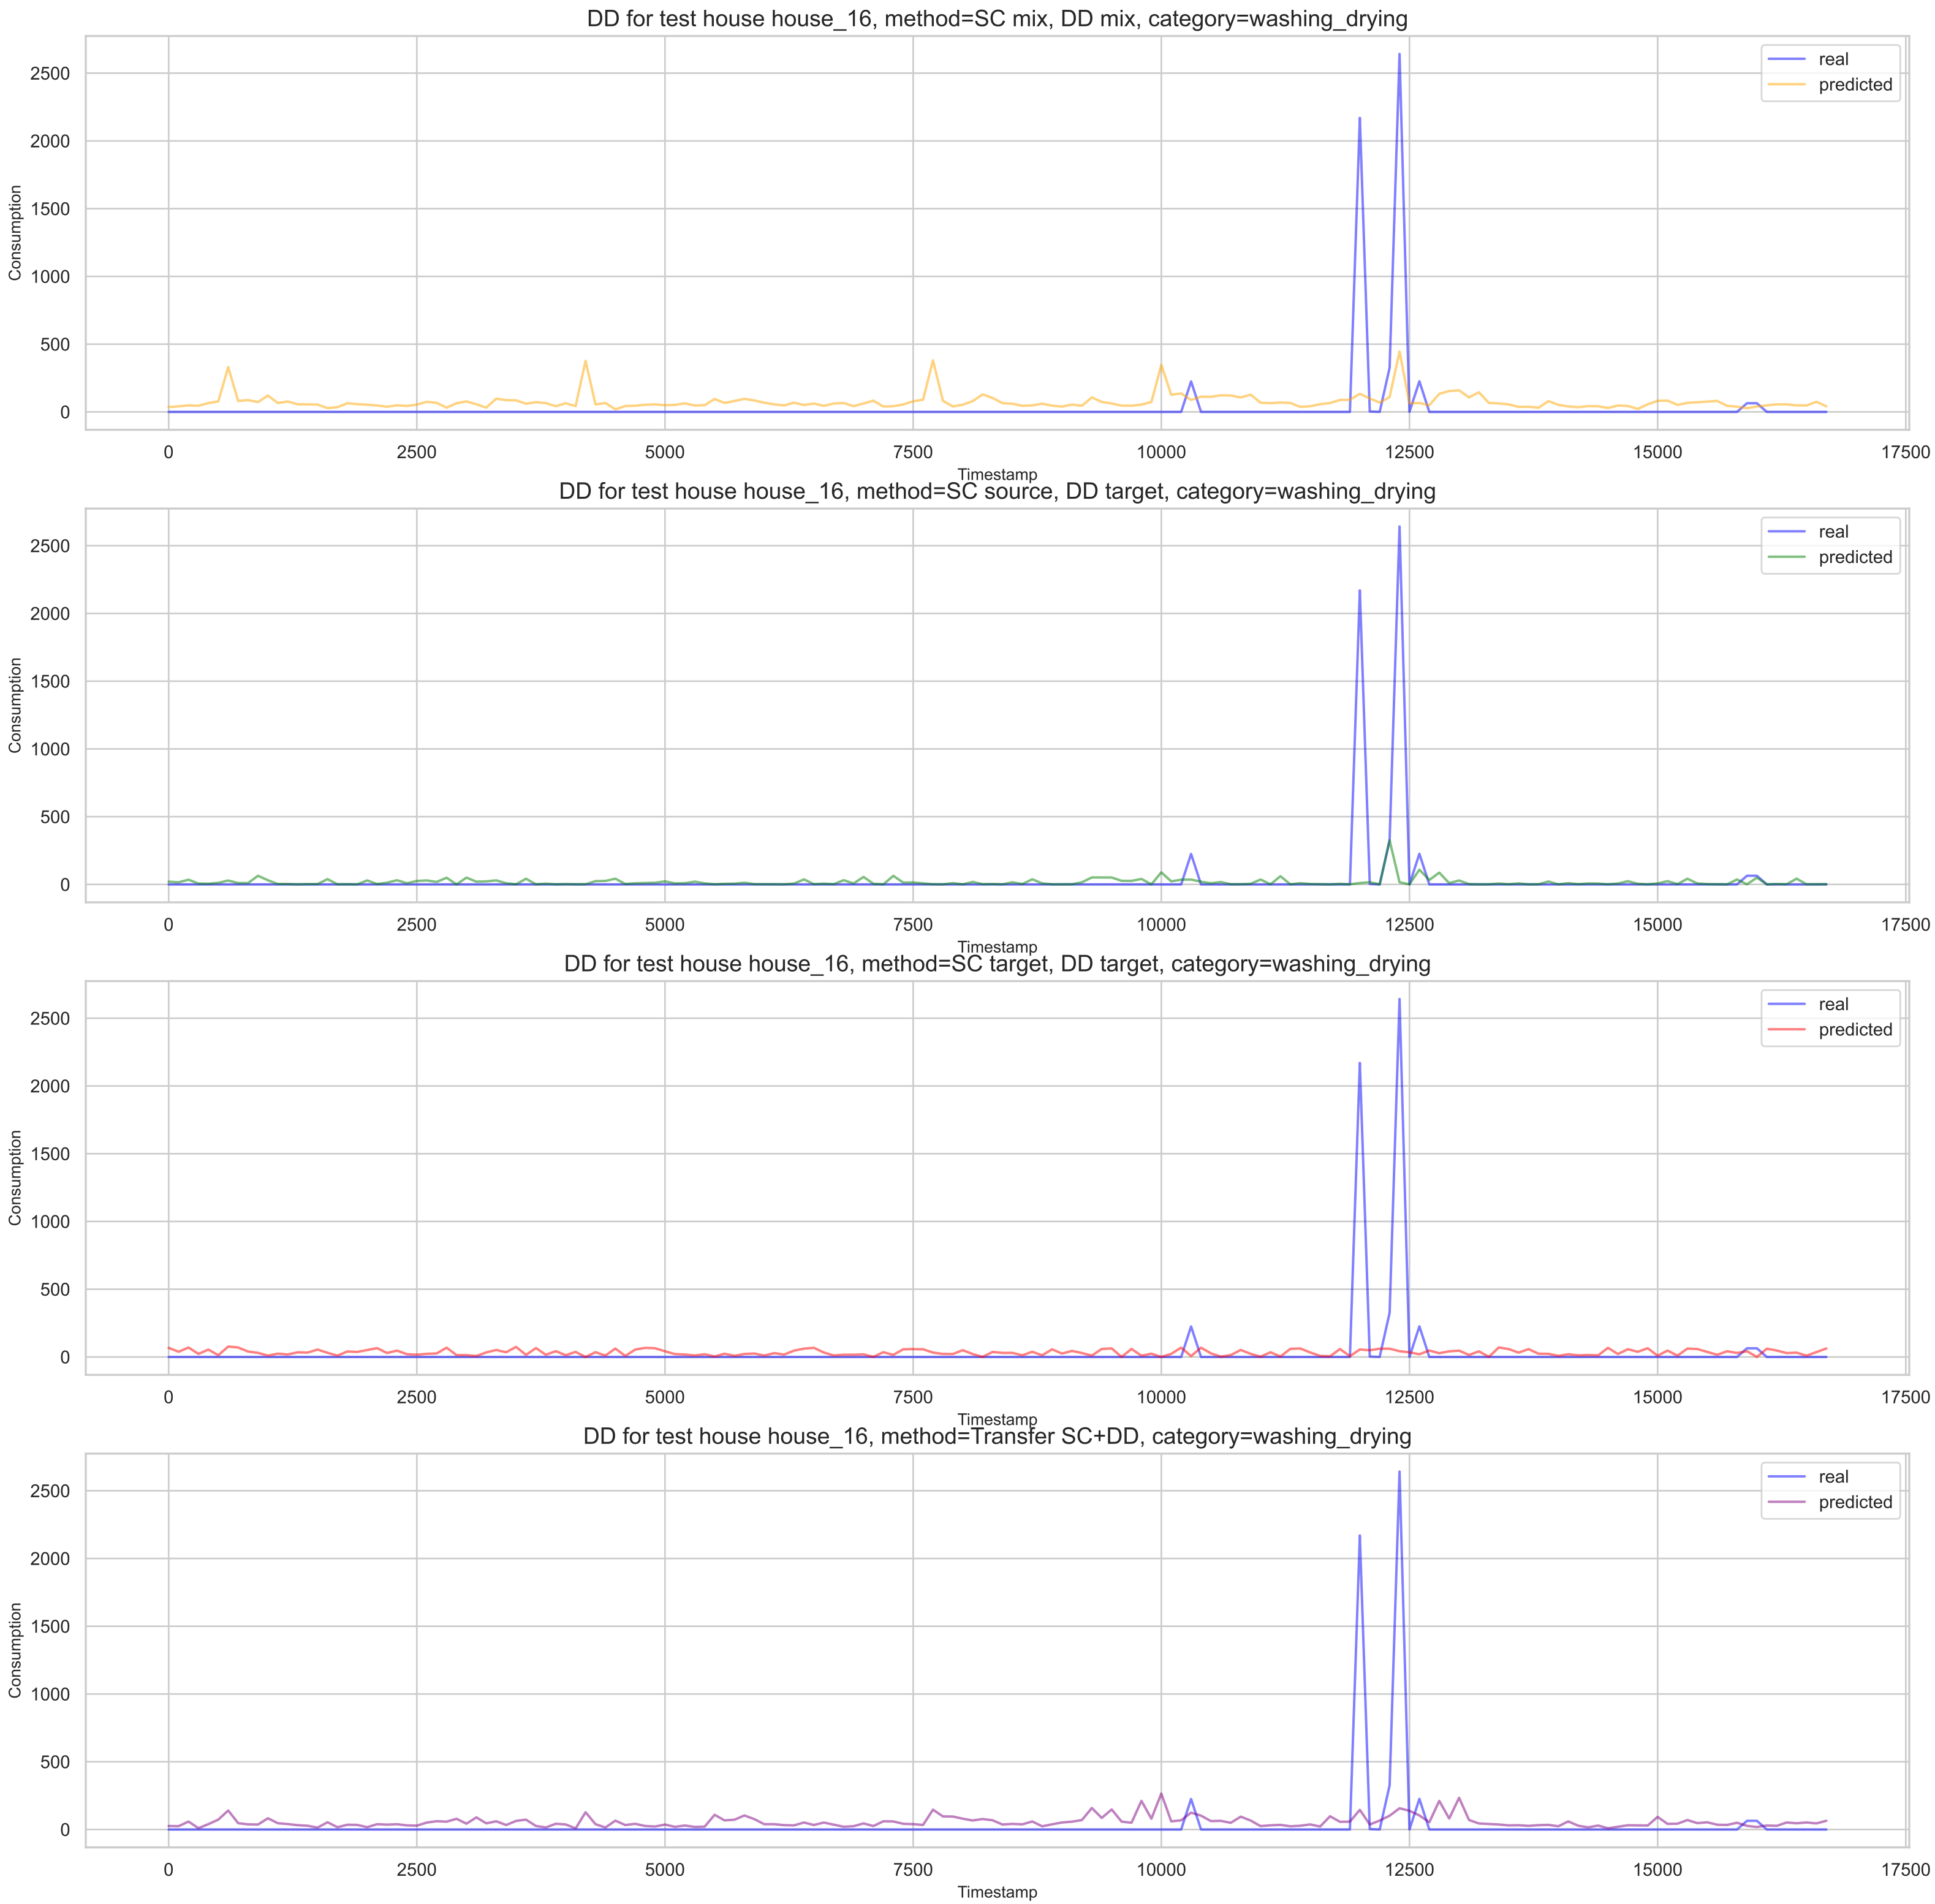 DD for test house house_16, method=SC mix, DD mix, category=washing_drying
real
predicted
Consumption
2500
2000
1500
1000
500
0
0 2500 5000 7500 10000 12500 15000 17500
Timestamp
DD for test house house_16, method=SC source, DD target, category=washing_drying
real
predicted
Consumption
2500
2000
1500
1000
500
0
0 2500 5000 7500 10000 12500 15000 17500
Timestamp
DD for test house house_16, method=SC target, DD target, category=washing_drying
real
predicted
Consumption
2500
2000
1500
1000
500
0
0 2500 5000 7500 10000 12500 15000 17500
Timestamp
DD for test house house_16, method=Transfer SC+DD, category=washing_drying
real
predicted
Consumption
2500
2000
1500
1000
500
0
0 2500 5000 7500 10000 12500 15000 17500
Timestamp